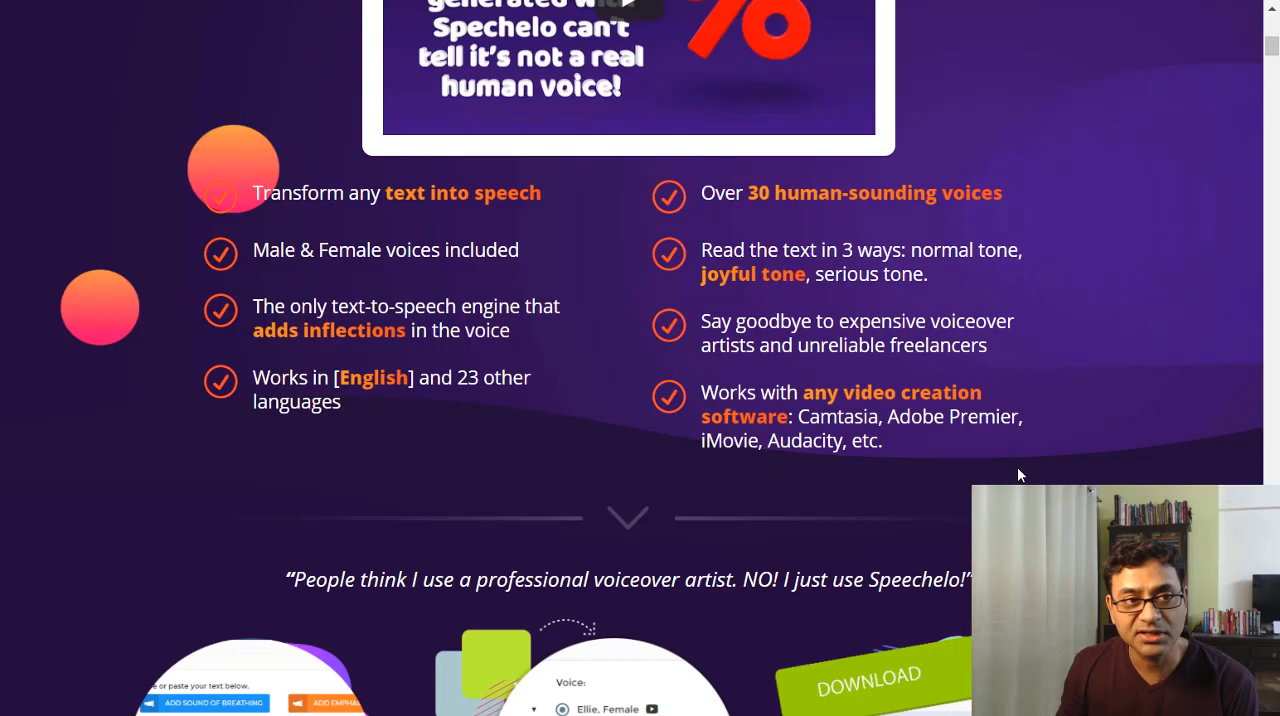 generated with
Spechelo can't
tell it's not a real
human voice!
%
Transform any text into speech
Male & Female voices included
The only text-to-speech engine that
adds inflections in the voice
Works in [English] and 23 other
languages
Over 30 human-sounding voices
Read the text in 3 ways: normal tone,
joyful tone, serious tone.
Say goodbye to expensive voiceover
artists and unreliable freelancers
Works with any video creation
software: Camtasia, Adobe Premier,
iMovie, Audacity, etc.
“People think I use a professional voiceover artist. NO! I just use Speechelo!”
e or paste your text below.
ADD SOUND OF BREATHING
ADD EMPHA
Voice:
Ellie, Female
DOWNLOAD